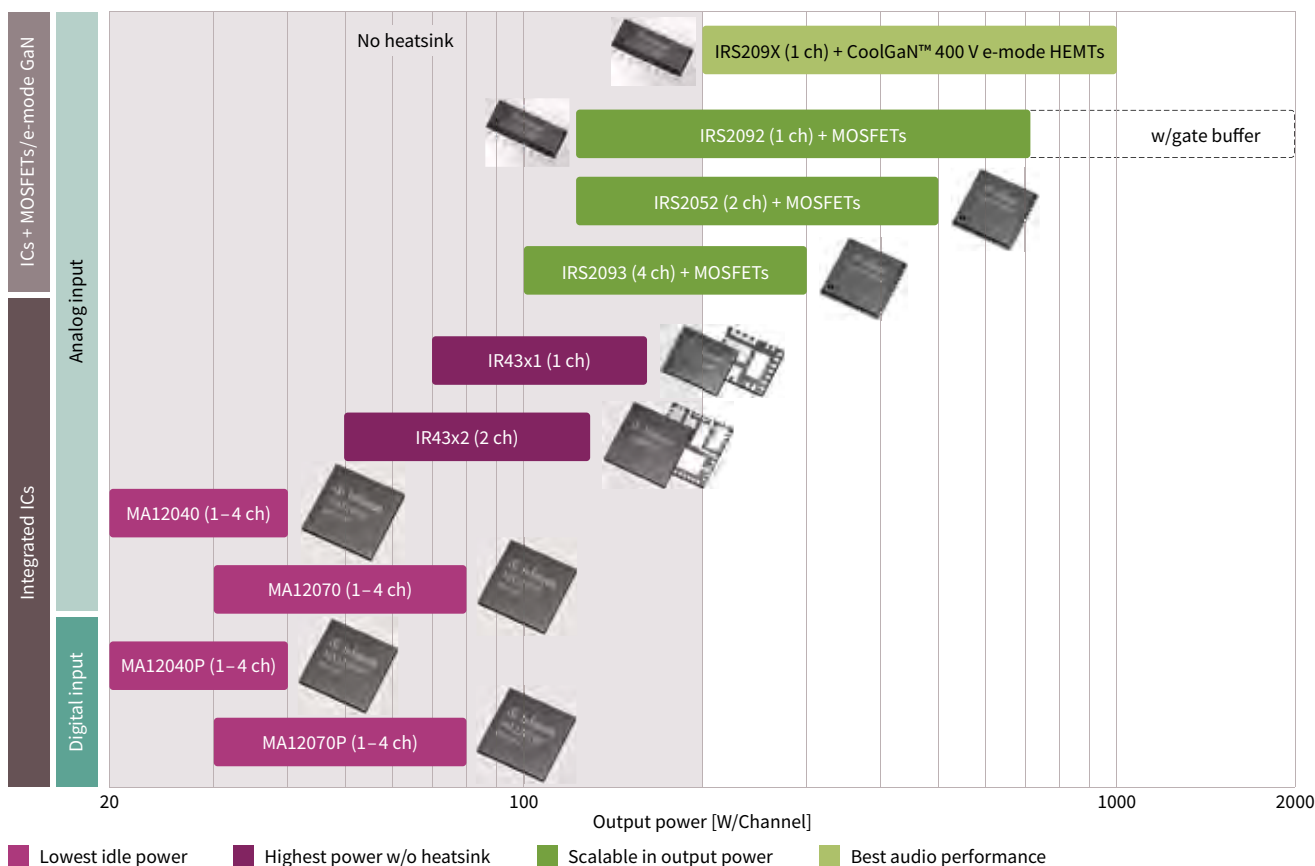 ICs + MOSFETs/e-mode GaN
Integrated ICs
Analog input
Digital input
No heatsink
IRS209X (1 ch) + CoolGaN™ 400 V e-mode HEMTs
IRS2092 (1 ch) + MOSFETs
w/gate buffer
IRS2052 (2 ch) + MOSFETs
IRS2093 (4 ch) + MOSFETs
IR43x1 (1 ch)
IR43x2 (2 ch)
MA12040 (1–4 ch)
MA12070 (1–4 ch)
MA12040P (1–4 ch)
MA12070P (1–4 ch)
20
100
1000
2000
Output power [W/Channel]
Lowest idle power
Highest power w/o heatsink
Scalable in output power
Best audio performance